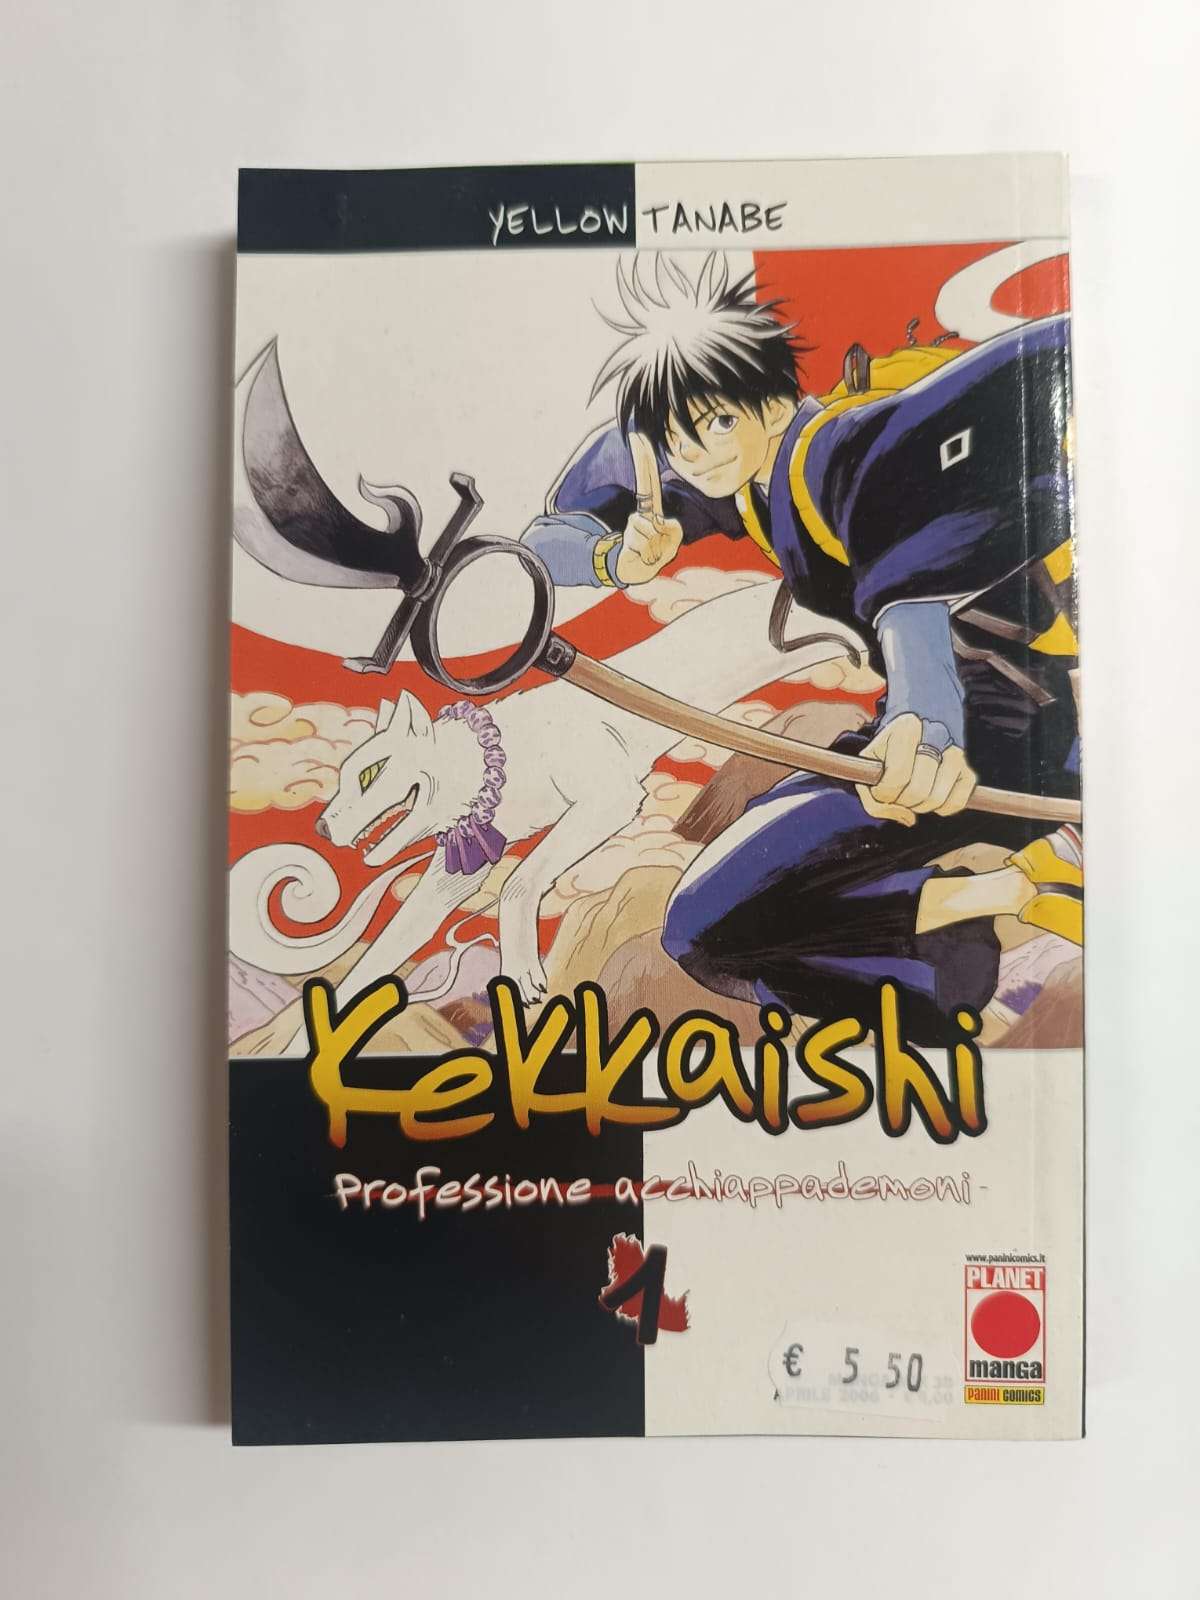 YELLOW TANABE
Kekkaishi
Professione acchiappademoni
1
www.paninicomics.it
PLANET
manga
PANINI COMICS
€ 5.50
APRILE 2006